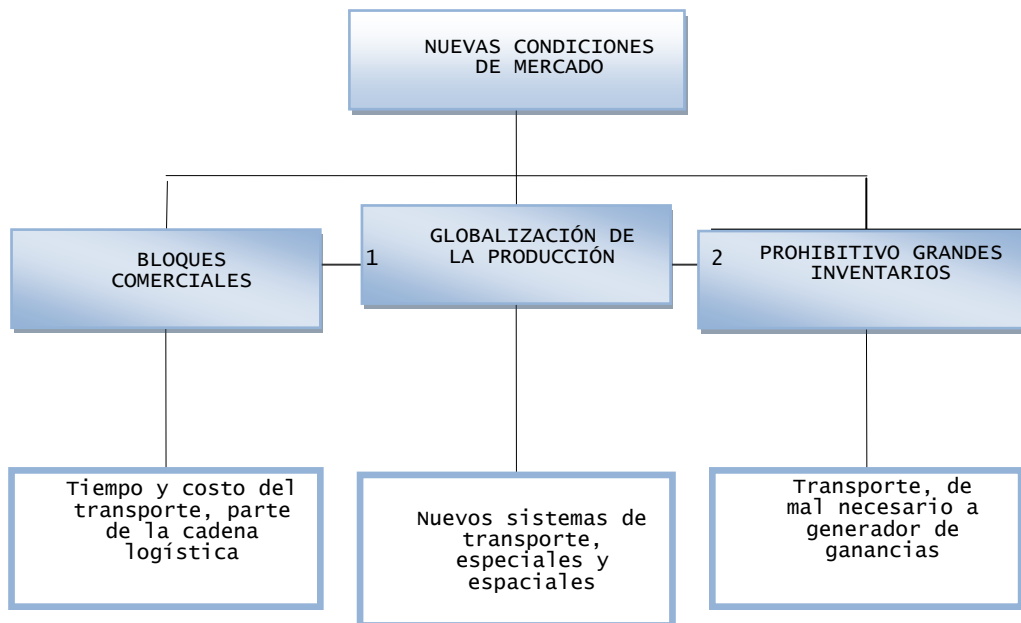 NUEVAS CONDICIONES
DE MERCADO
BLOQUES
COMERCIALES
1
GLOBALIZACIÓN DE
LA PRODUCCIÓN
2
PROHIBITIVO GRANDES
INVENTARIOS
Tiempo y costo del
transporte, parte
de la cadena
logística
Nuevos sistemas de
transporte,
especiales y
espaciales
Transporte, de
mal necesario a
generador de
ganancias